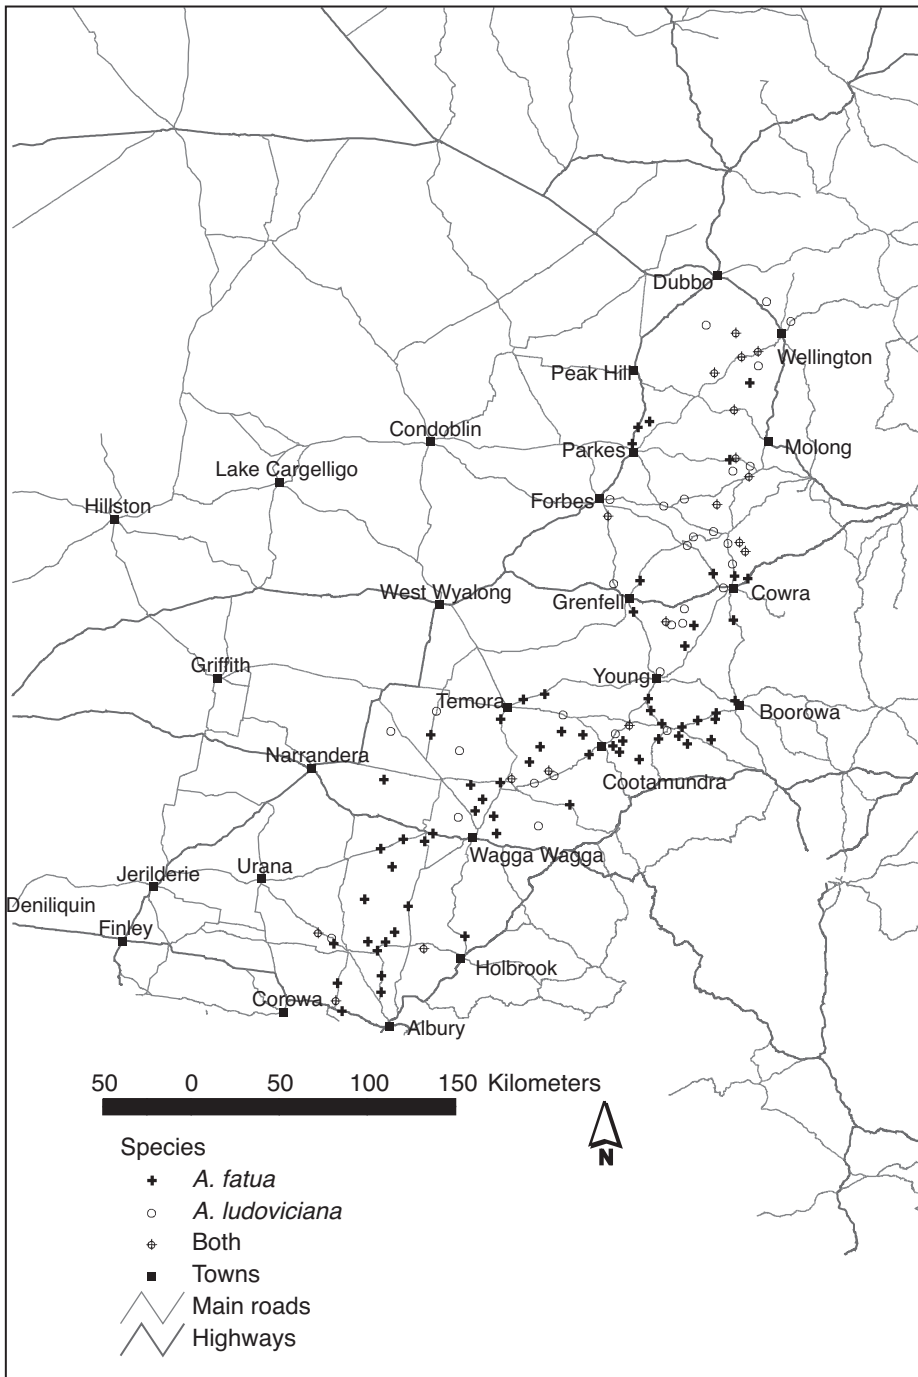 Dubbo
Wellington
Peak Hill
Condoblin
Parkes
Molong
Lake Cargelligo
Forbes
Hillston
West Wyalong
Grenfell
Cowra
Griffith
Young
Temora
Boorowa
Narrandera
Cootamundra
Wagga Wagga
Urana
Jerilderie
Deniliquin
Finley
Holbrook
Corowa
Albury
50 0 50 100 150 Kilometers
N
Species
A. fatua
A. ludoviciana
Both
Towns
Main roads
Highways